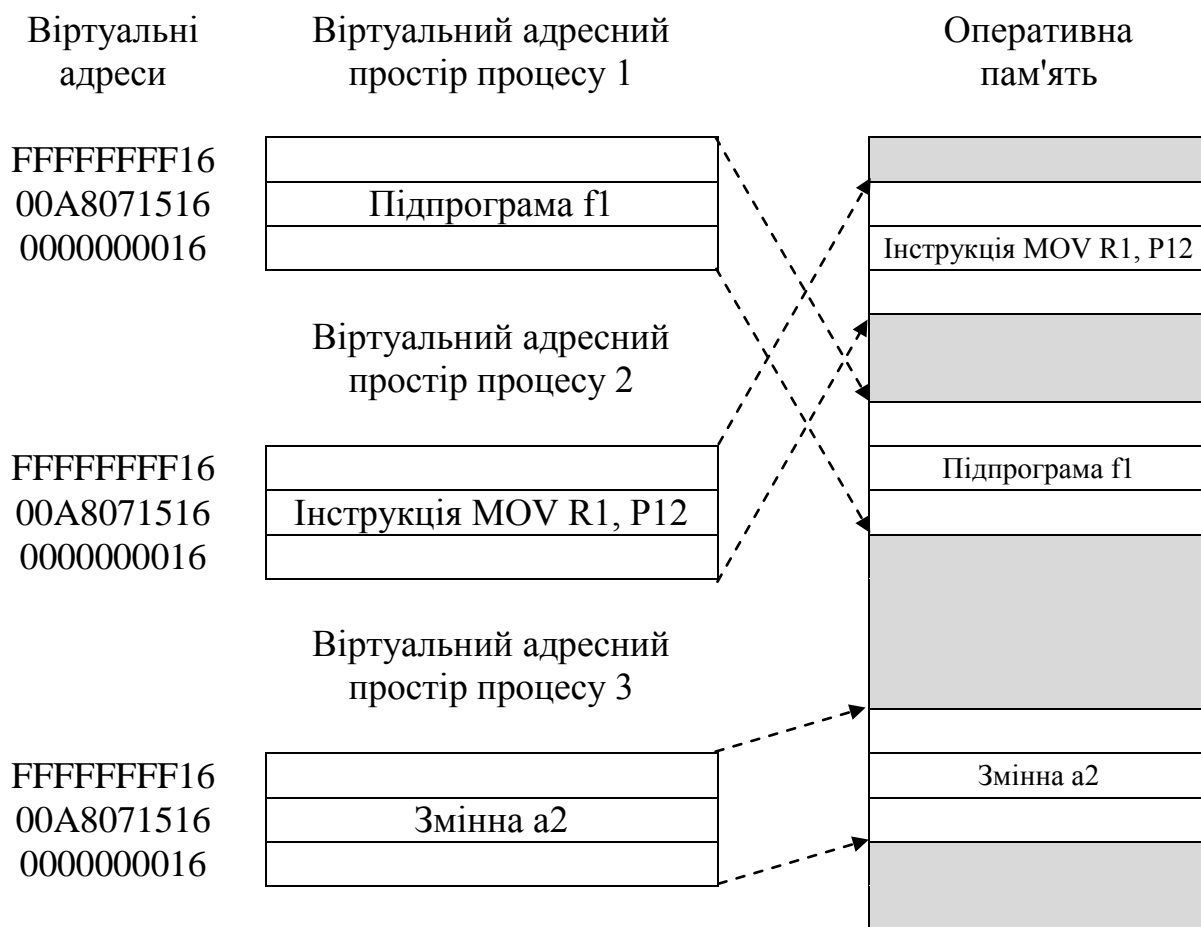 Віртуальні
адреси
Віртуальний адресний
простір процесу 1
Оперативна
пам'ять
FFFFFFFF16
00A8071516
0000000016
Підпрограма f1
Інструкція MOV R1, P12
Віртуальний адресний
простір процесу 2
FFFFFFFF16
00A8071516
0000000016
Інструкція MOV R1, P12
Підпрограма f1
Віртуальний адресний
простір процесу 3
FFFFFFFF16
00A8071516
0000000016
Змінна a2
Змінна a2